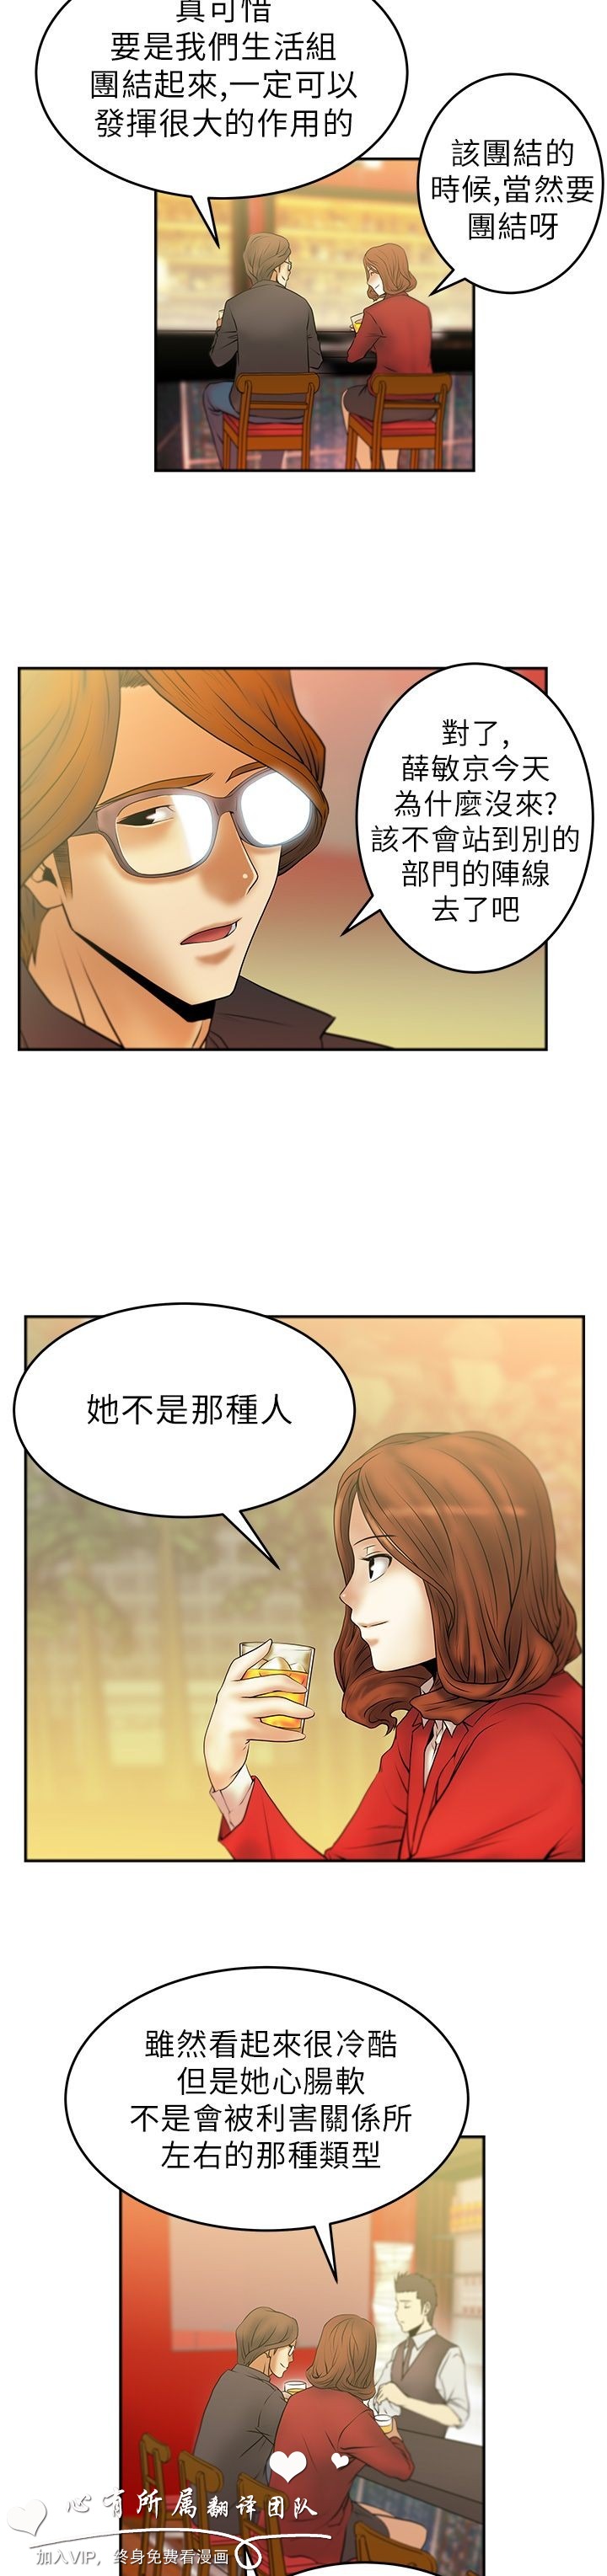 真可惜
要是我們生活組
團結起來,一定可以
發揮很大的作用的
該團結的
時候,當然要
團結呀
對了,
薛敏京今天
為什麼沒來?
該不會站到別的
部門的陣線
去了吧
她不是那種人
雖然看起來很冷酷
但是她心腸軟
不是會被利害關係所
左右的那種類型
心有所属翻译团队
加入VIP，终身免费看漫画